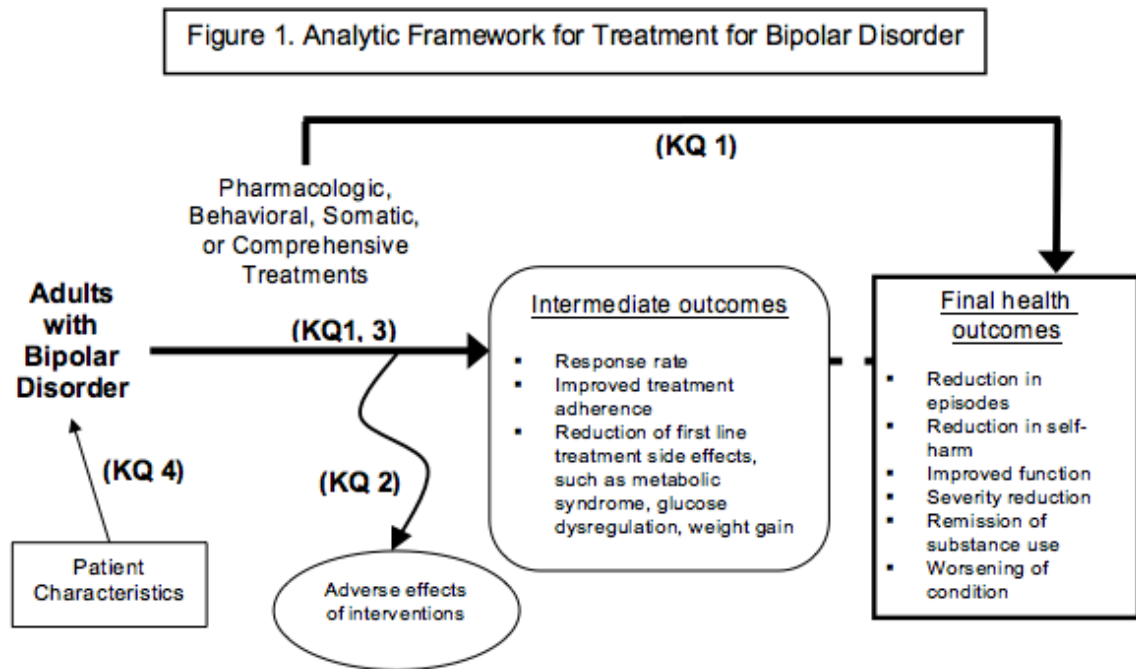 Figure 1. Analytic Framework for Treatment for Bipolar Disorder
(KQ 1)
Pharmacologic,
Behavioral, Somatic,
or Comprehensive
Treatments
Adults
with
Bipolar
Disorder
(KQ1, 3)
(KQ 2)
(KQ 4)
Patient
Characteristics
Adverse effects
of interventions
Intermediate outcomes
▪ Response rate
▪ Improved treatment
adherence
▪ Reduction of first line
treatment side effects,
such as metabolic
syndrome, glucose
dysregulation, weight gain
Final health
outcomes
▪ Reduction in
episodes
▪ Reduction in self-
harm
▪ Improved function
▪ Severity reduction
▪ Remission of
substance use
▪ Worsening of
condition